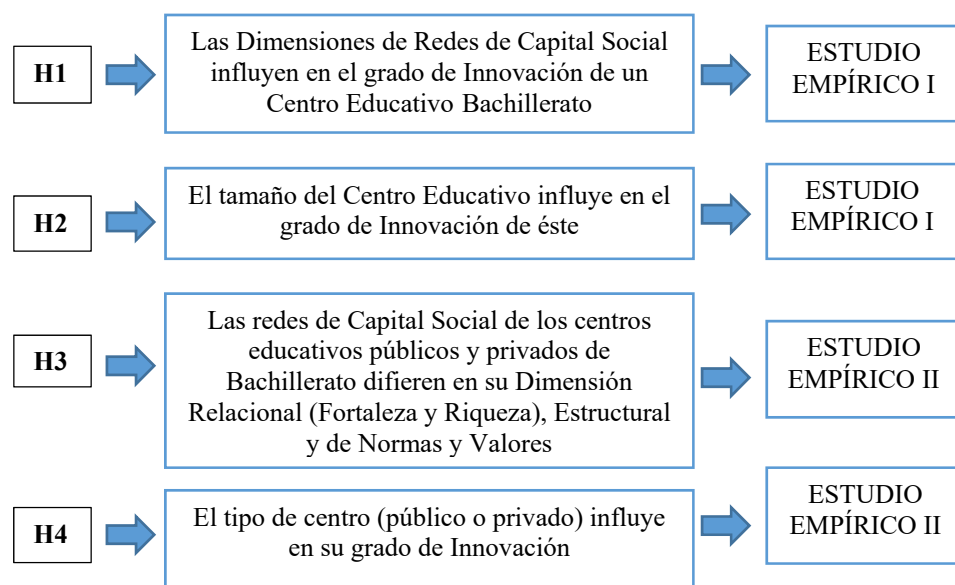 H1
Las Dimensiones de Redes de Capital Social
influyen en el grado de Innovación de un
Centro Educativo Bachillerato
ESTUDIO
EMPÍRICO I
H2
El tamaño del Centro Educativo influye en el
grado de Innovación de éste
ESTUDIO
EMPÍRICO I
H3
Las redes de Capital Social de los centros
educativos públicos y privados de
Bachillerato difieren en su Dimensión
Relacional (Fortaleza y Riqueza), Estructural
y de Normas y Valores
ESTUDIO
EMPÍRICO II
H4
El tipo de centro (público o privado) influye
en su grado de Innovación
ESTUDIO
EMPÍRICO II